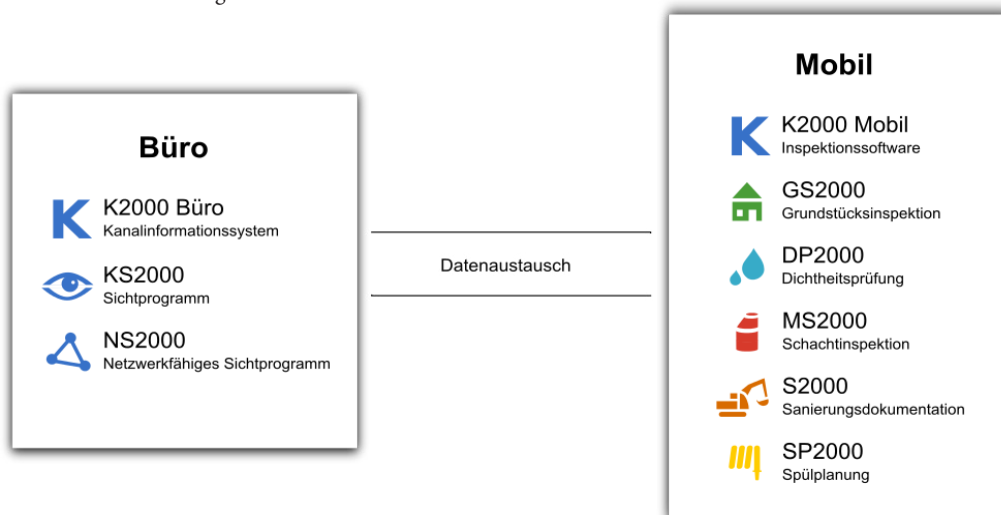 Büro
K2000 Büro
Kanalinformationssystem
KS2000
Sichtprogramm
NS2000
Netzwerkfähiges Sichtprogramm
Datenaustausch
Mobil
K2000 Mobil
Inspektionssoftware
GS2000
Grundstücksinspektion
DP2000
Dichtheitsprüfung
MS2000
Schachtinspektion
S2000
Sanierungsdokumentation
SP2000
Spülplanung